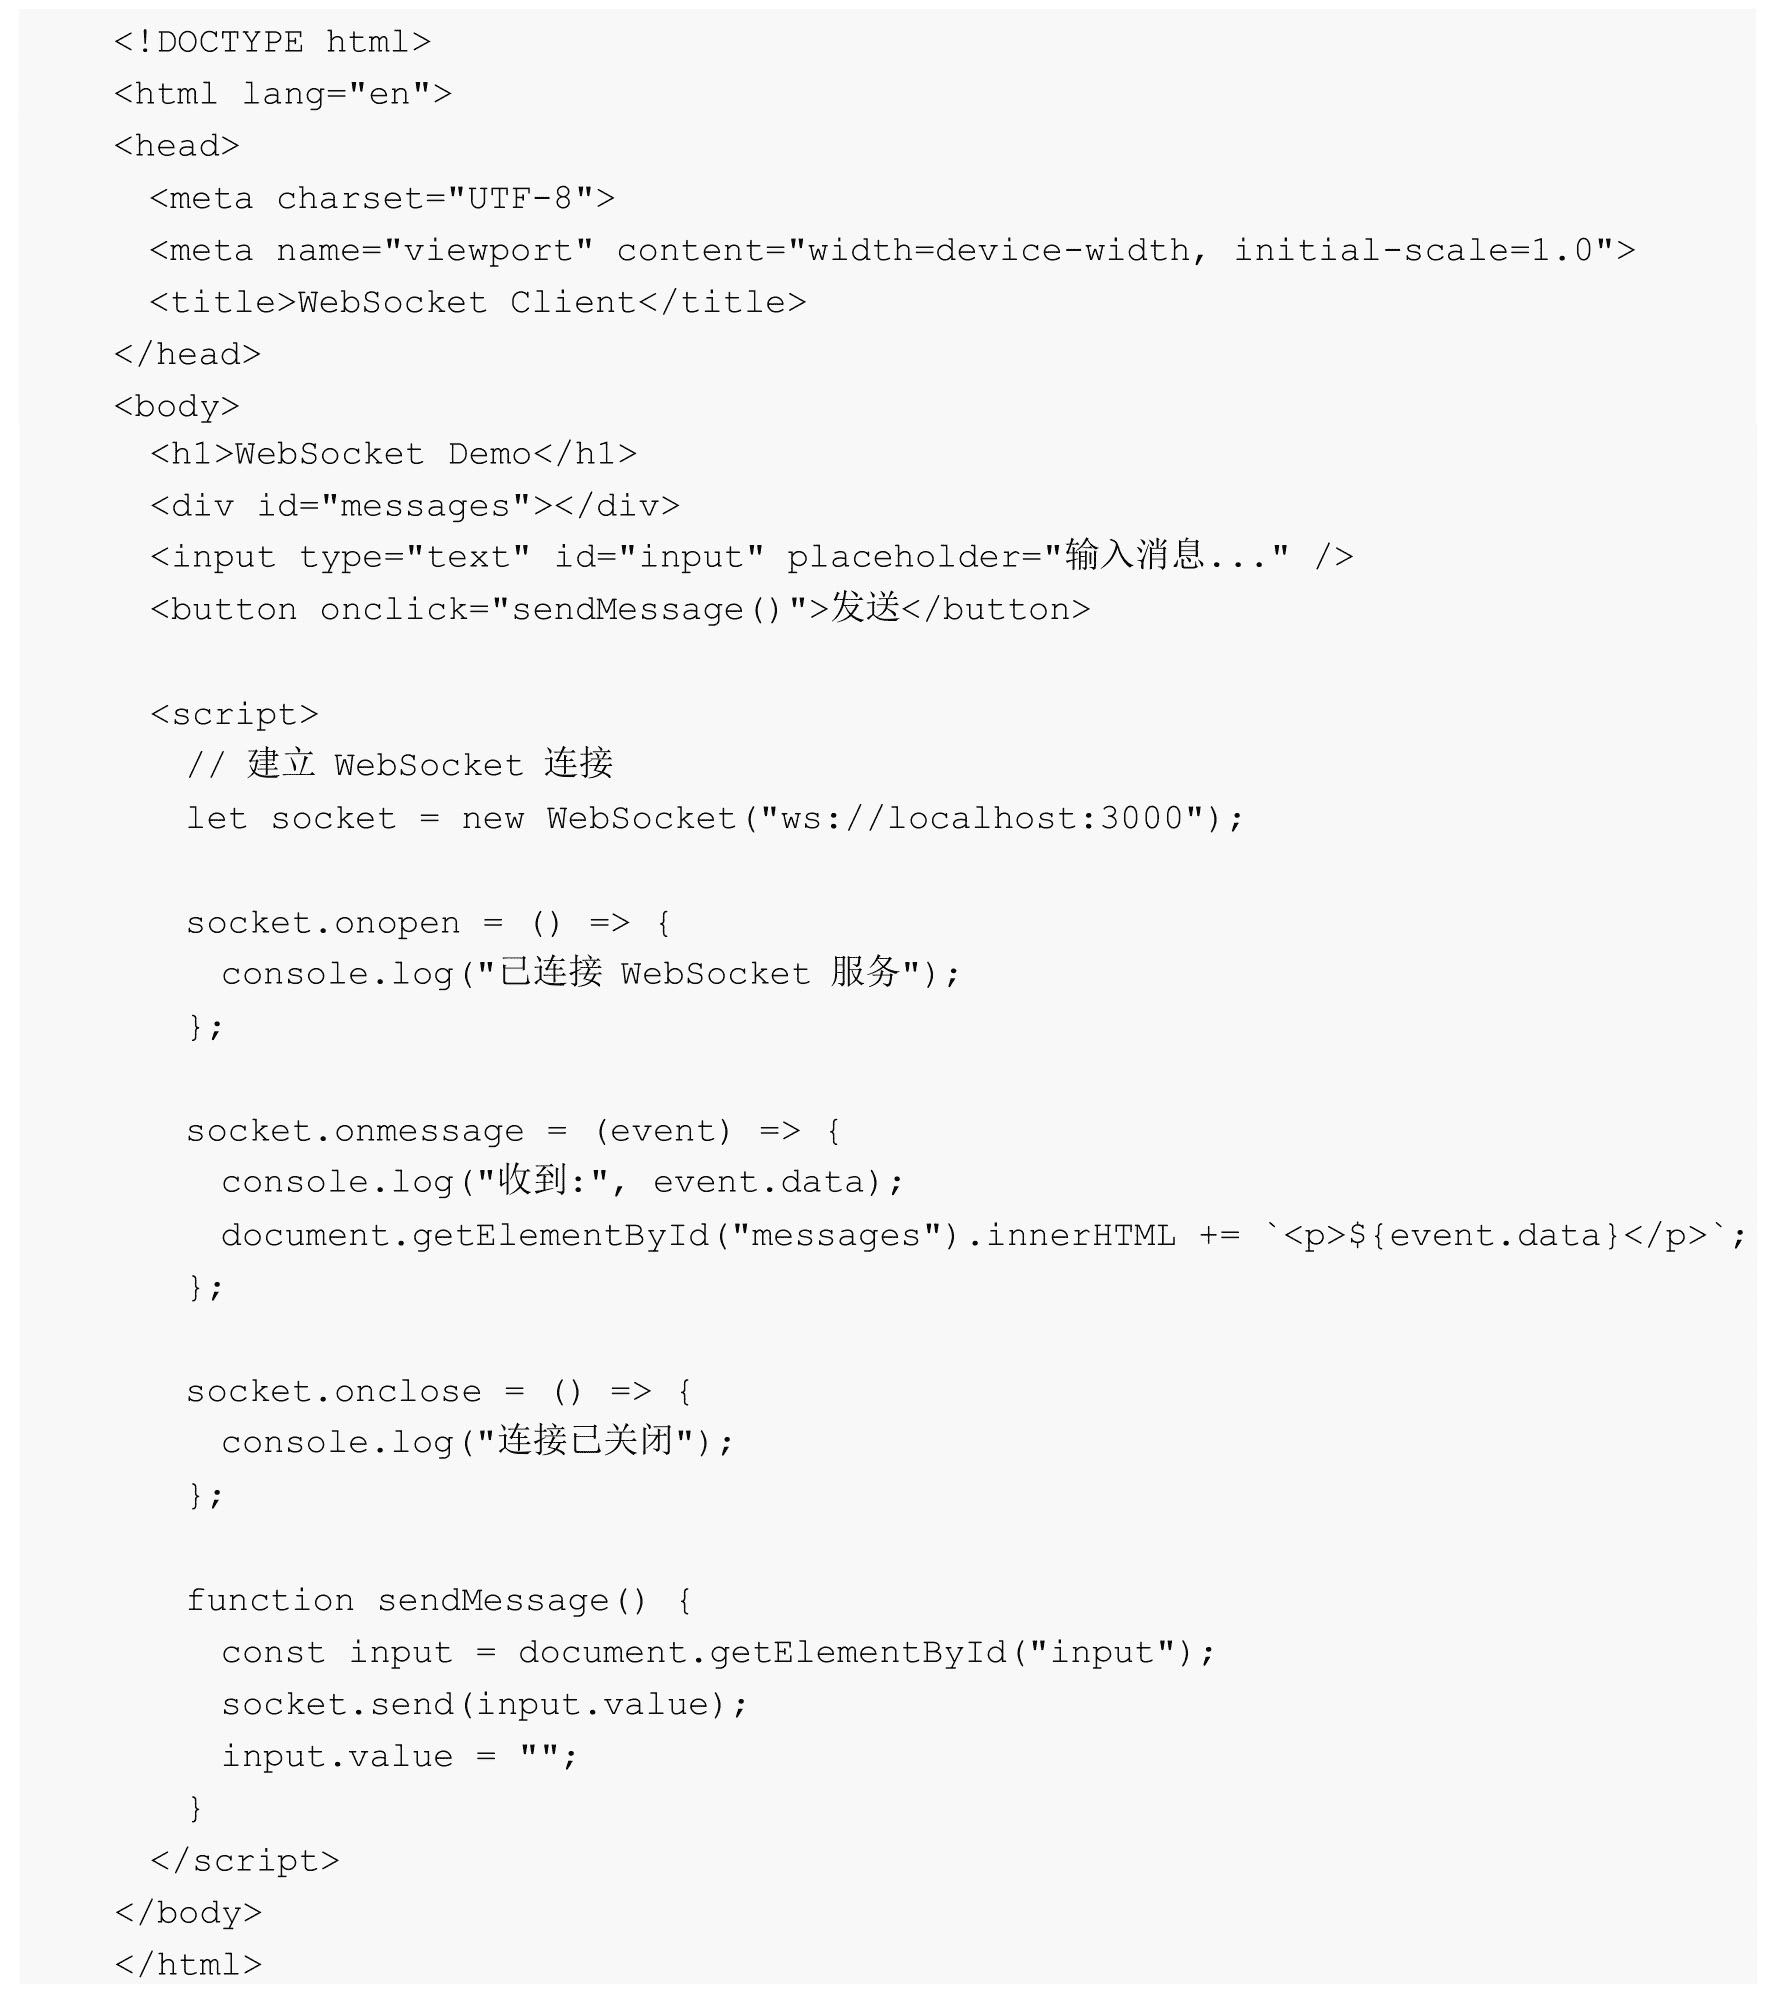 <!DOCTYPE html>
<html lang="en">
<head>
  <meta charset="UTF-8">
  <meta name="viewport" content="width=device-width, initial-scale=1.0">
  <title>WebSocket Client</title>
</head>
<body>
  <h1>WebSocket Demo</h1>
  <div id="messages"></div>
  <input type="text" id="input" placeholder="输入消息..." />
  <button onclick="sendMessage()">发送</button>
  <script>
    // 建立 WebSocket 连接
    let socket = new WebSocket("ws://localhost:3000");
    socket.onopen = () => {
      console.log("已连接 WebSocket 服务");
    };
    socket.onmessage = (event) => {
      console.log("收到:", event.data);
      document.getElementById("messages").innerHTML += `<p>${event.data}</p>`;
    };
    socket.onclose = () => {
      console.log("连接已关闭");
    };
    function sendMessage() {
      const input = document.getElementById("input");
      socket.send(input.value);
      input.value = "";
    }
  </script>
</body>
</html>